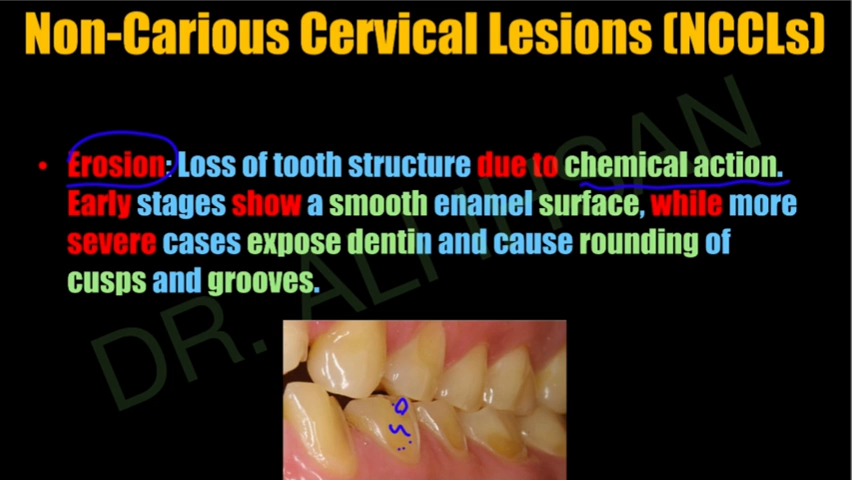 Non-Carious Cervical Lesions (NCCLs)
• Erosion: Loss of tooth structure due to chemical action.
Early stages show a smooth enamel surface, while more
severe cases expose dentin and cause rounding of
cusps and grooves.
DR. ALI IHSAN